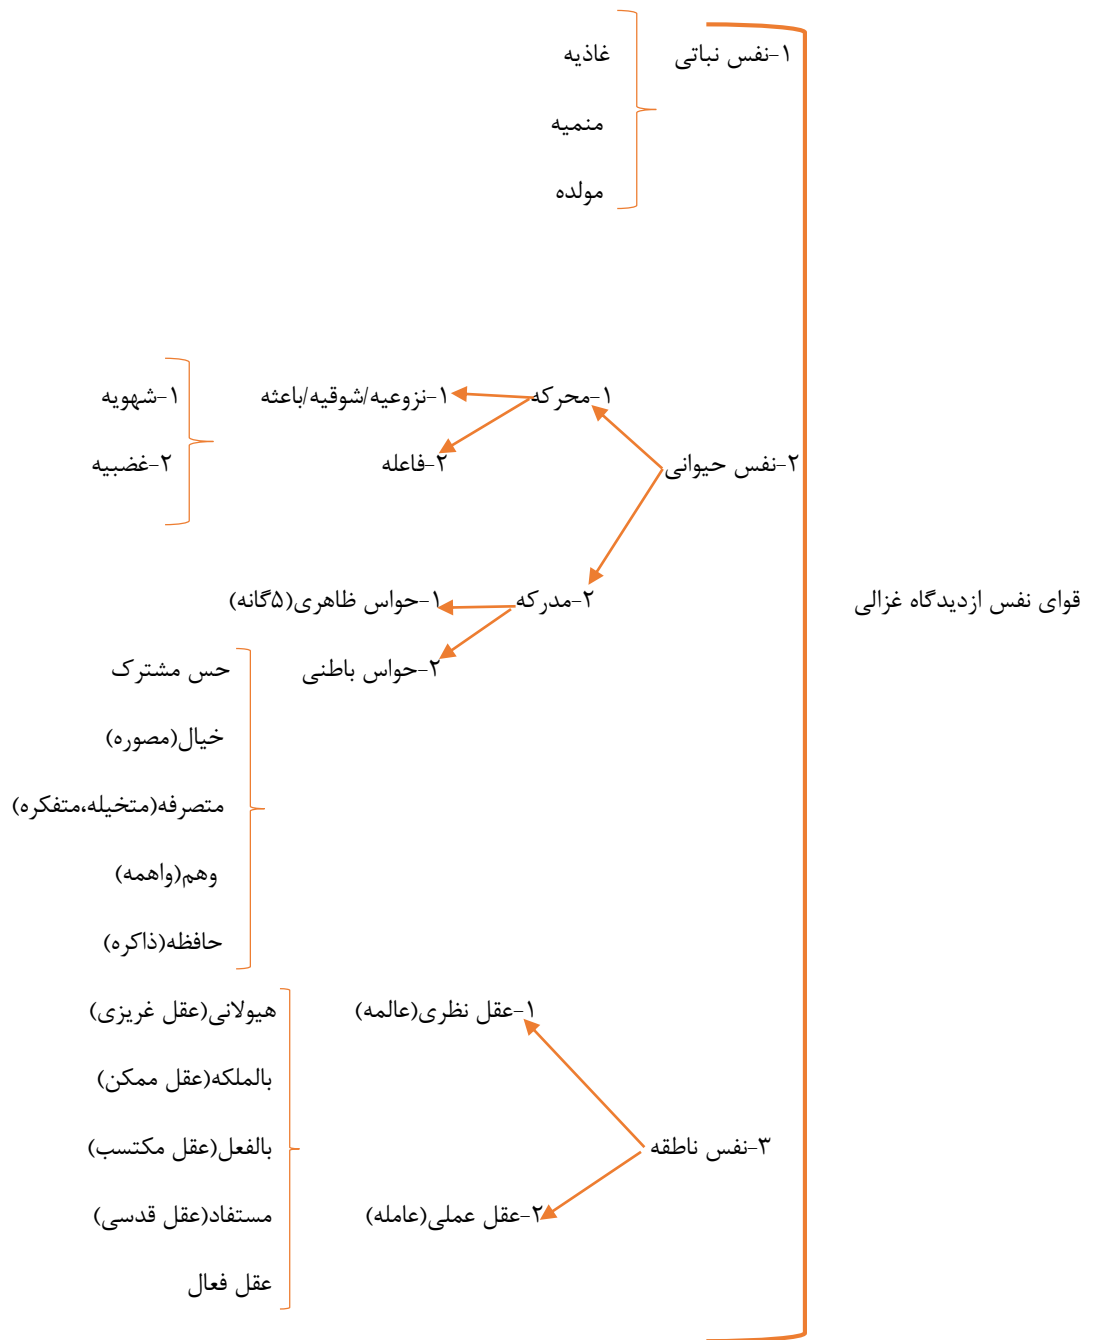 ۱-نفس نباتی غاذیه
منمیه
مولده
۱-محرکه ۱-نزوعیه/شوقیه/باعثه ۱-شهویه
۲-نفس حیوانی ۲-فاعله ۲-غضبیه
قوای نفس ازدیدگاه غزالی ۲-مدرکه ۱-حواس ظاهری(۵گانه)
۲-حواس باطنی حس مشترک
خیال(مصوره)
متصرفه(متخیله،متفکره)
وهم(واهمه)
حافظه(ذاکره)
۱-عقل نظری(عالمه) هیولانی(عقل غریزی)
بالملکه(عقل ممکن)
۳-نفس ناطقه بالفعل(عقل مکتسب)
۲-عقل عملی(عامله) مستفاد(عقل قدسی)
عقل فعال